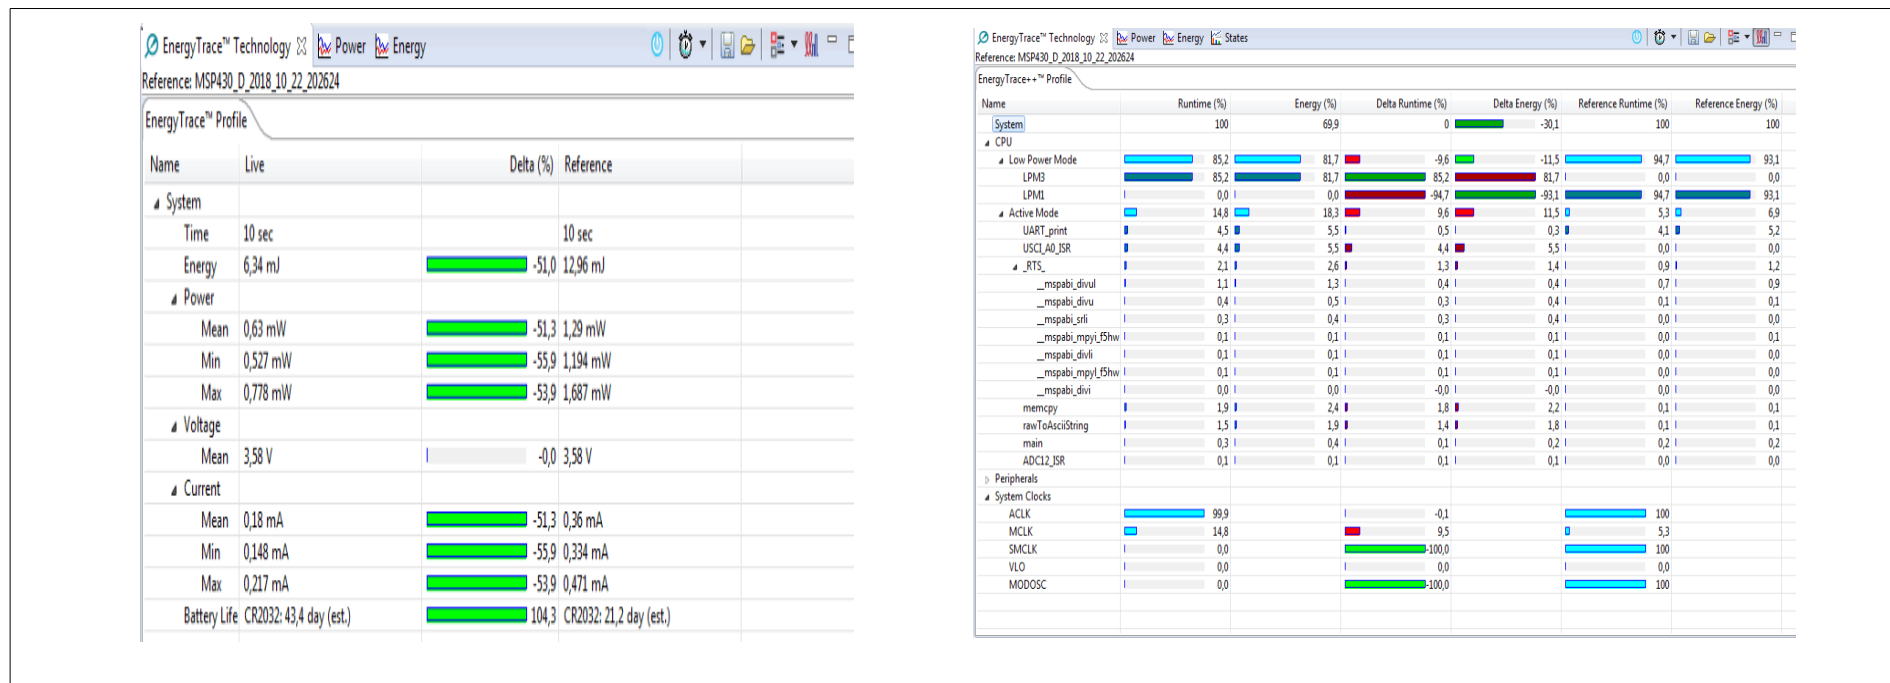 EnergyTrace™ Technology Power Energy
Reference: MSP430_D_2018_10_22_202624
EnergyTrace™ Profile
Name Live Delta (%) Reference
System
Time 10 sec 10 sec
Energy 6,34 mJ -51,0 12,96 mJ
Power
Mean 0,63 mW -51,3 1,29 mW
Min 0,527 mW -55,9 1,194 mW
Max 0,778 mW -53,9 1,687 mW
Voltage
Mean 3,58 V -0,0 3,58 V
Current
Mean 0,18 mA -51,3 0,36 mA
Min 0,148 mA -55,9 0,334 mA
Max 0,217 mA -53,9 0,471 mA
Battery Life CR2032: 43,4 day (est.) 104,3 CR2032: 21,2 day (est.)
EnergyTrace™ Technology Power Energy States
Reference: MSP430_D_2018_10_22_202624
EnergyTrace++™ Profile
Name Runtime (%) Energy (%) Delta Runtime (%) Delta Energy (%) Reference Runtime (%) Reference Energy (%)
System 100 69,9 0 -30,1 100 100
CPU
Low Power Mode 85,2 81,7 -9,6 -11,5 94,7 93,1
LPM3 85,2 81,7 85,2 81,7 0,0 0,0
LPM1 0,0 0,0 -94,7 -93,1 94,7 93,1
Active Mode 14,8 18,3 9,6 11,5 5,3 6,9
UART_print 4,5 5,5 0,5 0,3 4,1 5,2
USCI_A0_ISR 4,4 5,5 4,4 5,5 0,0 0,0
_RTS_ 2,1 2,6 1,3 1,4 0,9 1,2
__mspabi_divul 1,1 1,3 0,4 0,4 0,7 0,9
__mspabi_divu 0,4 0,5 0,3 0,4 0,1 0,1
__mspabi_srli 0,3 0,4 0,3 0,4 0,0 0,0
__mspabi_mpyi_f5hw 0,1 0,1 0,1 0,1 0,0 0,1
__mspabi_divli 0,1 0,1 0,1 0,1 0,0 0,0
__mspabi_mpyl_f5hw 0,1 0,1 0,1 0,1 0,0 0,0
__mspabi_divi 0,0 0,0 -0,0 -0,0 0,0 0,0
memcpy 1,9 2,4 1,8 2,2 0,1 0,1
rawToAsciiString 1,5 1,9 1,4 1,8 0,1 0,1
main 0,3 0,4 0,1 0,2 0,2 0,2
ADC12_ISR 0,1 0,1 0,1 0,1 0,0 0,0
Peripherals
System Clocks
ACLK 99,9 -0,1 100
MCLK 14,8 9,5 5,3
SMCLK 0,0 -100,0 100
VLO 0,0 0,0 0,0
MODOSC 0,0 -100,0 100